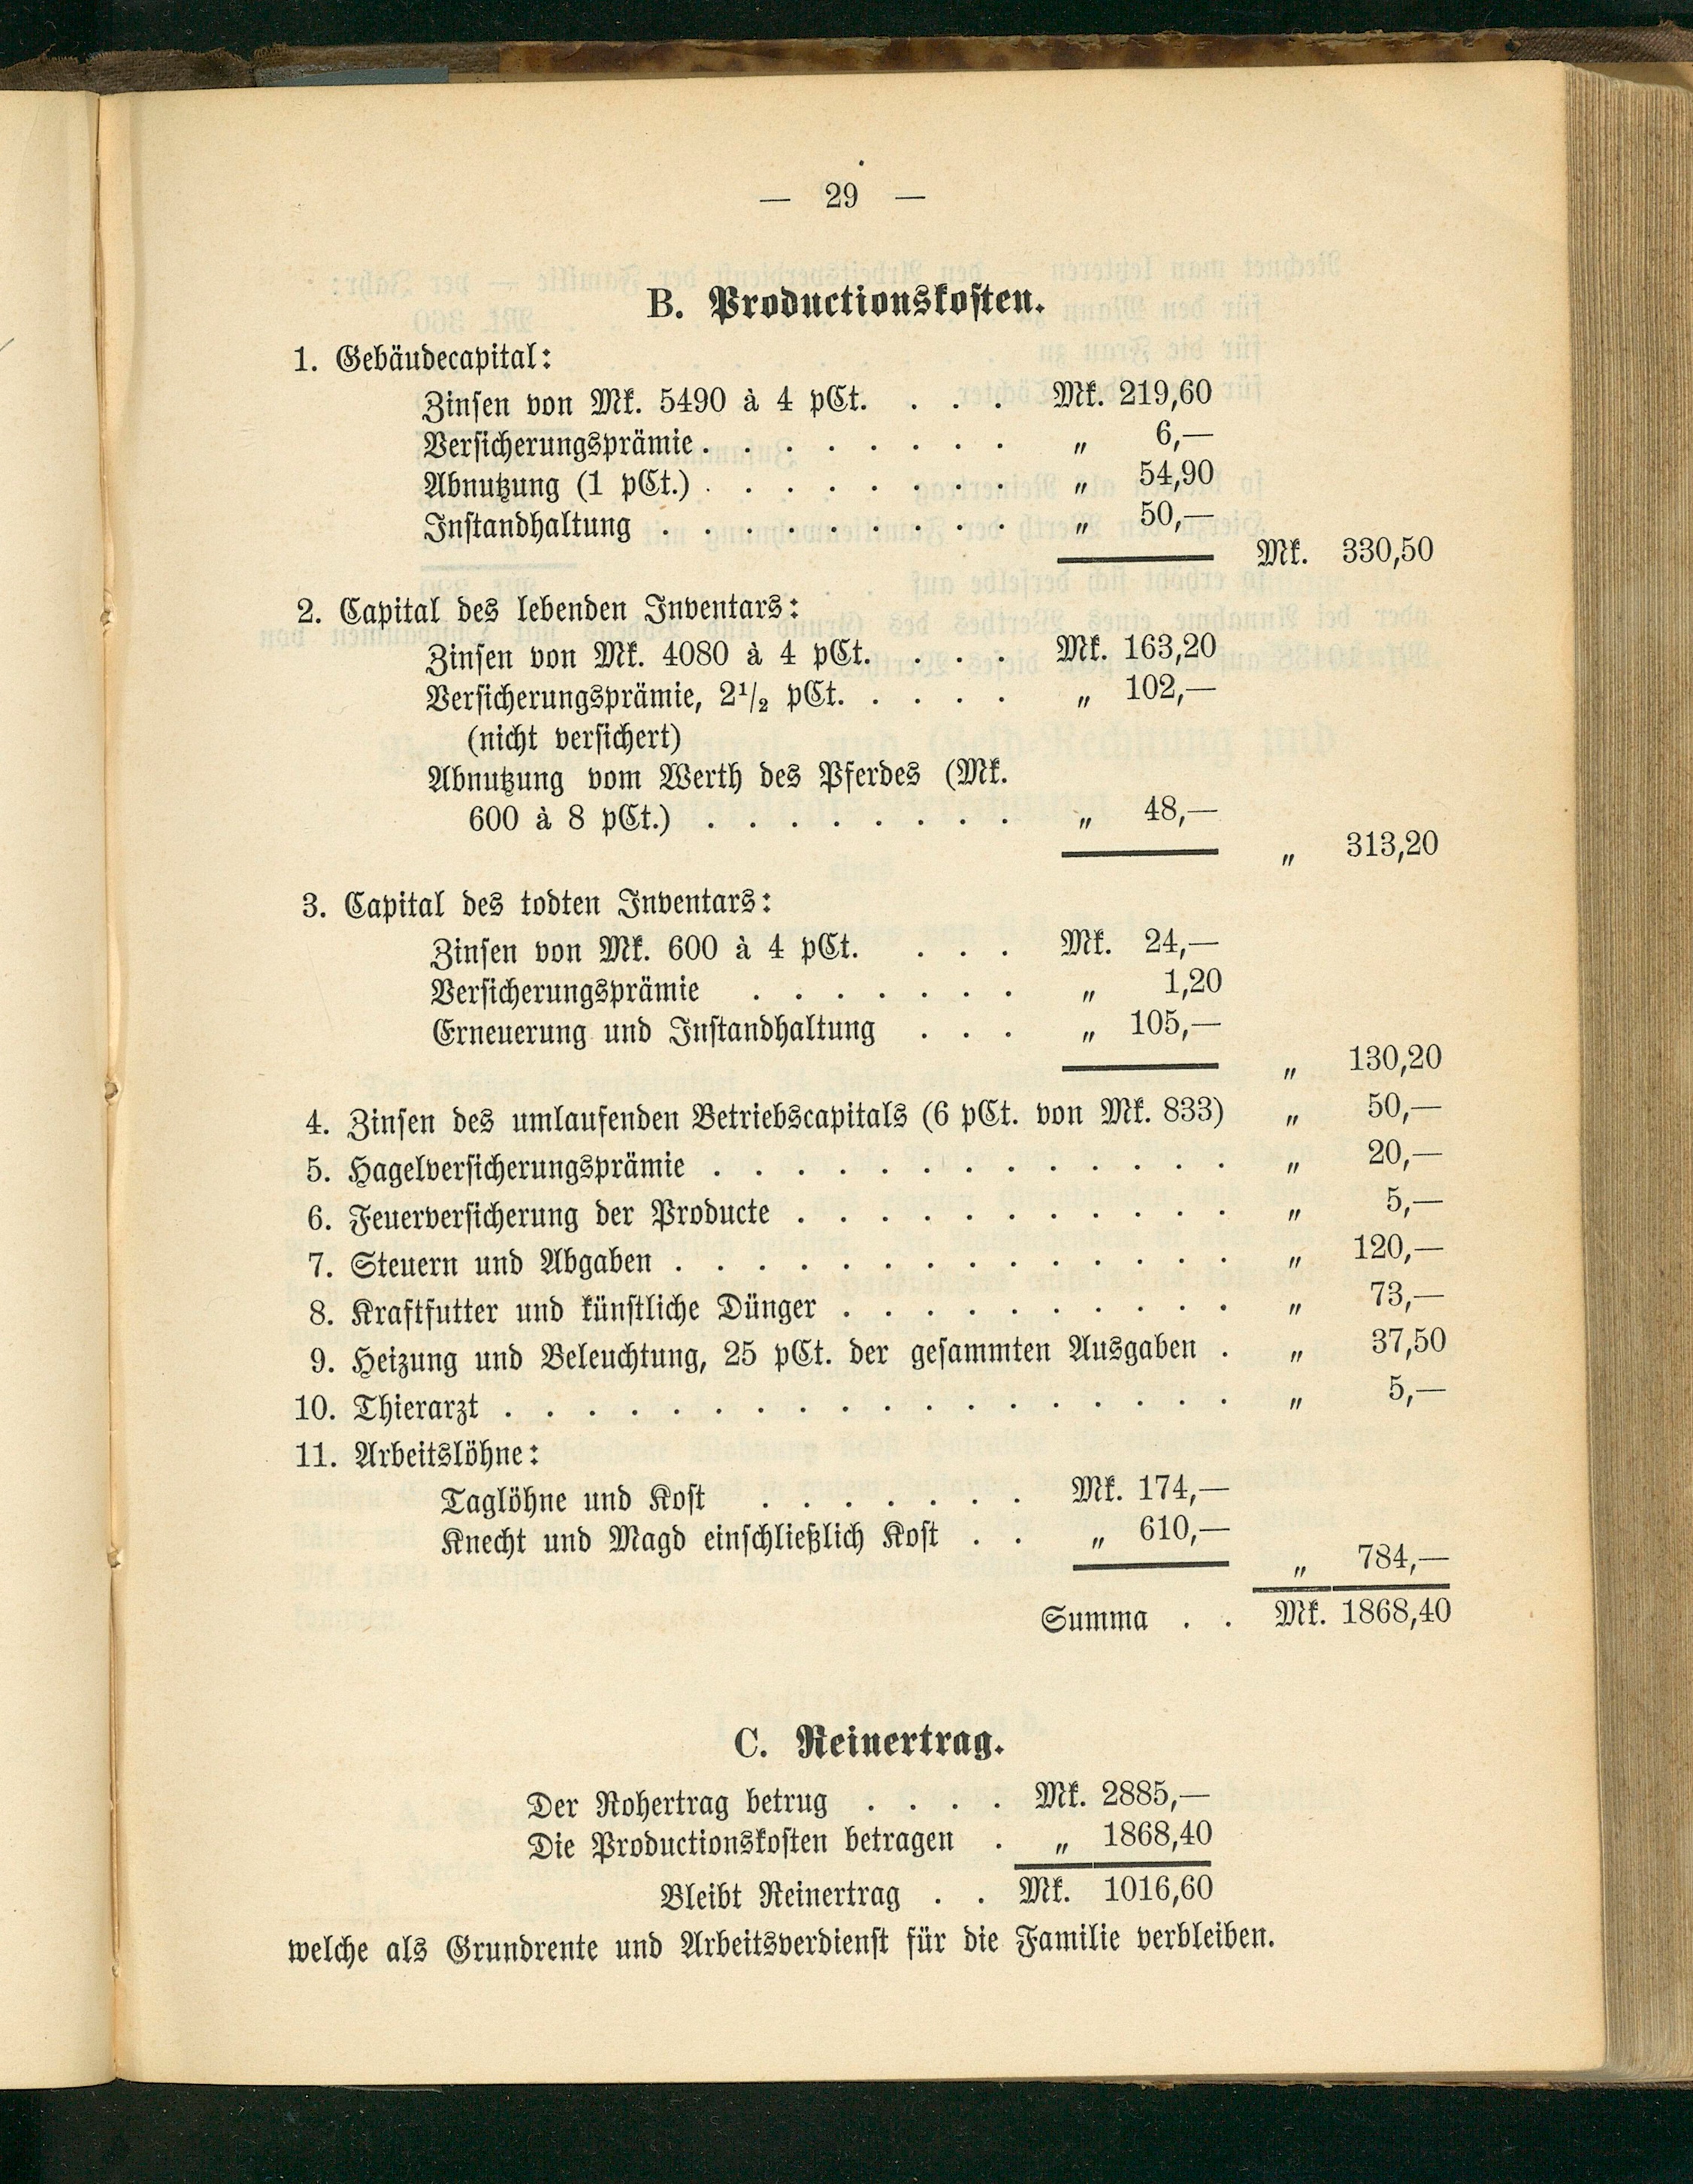 — 29 —
B. Productionskosten.
1. Gebäudecapital:
Zinsen von Mk. 5490 à 4 pCt. . . . Mk. 219,60
Versicherungsprämie . . . . . . . . „ 6,—
Abnutzung (1 pCt.) . . . . . . . . „ 54,90
Instandhaltung . . . . . . . . . „ 50,—
Mk. 330,50
2. Capital des lebenden Inventars:
Zinsen von Mk. 4080 à 4 pCt. . . . Mk. 163,20
Versicherungsprämie, 2¹/₂ pCt. . . . . „ 102,—
(nicht versichert)
Abnutzung vom Werth des Pferdes (Mk.
600 à 8 pCt.) . . . . . . . . „ 48,—
„ 313,20
3. Capital des todten Inventars:
Zinsen von Mk. 600 à 4 pCt. . . . Mk. 24,—
Versicherungsprämie . . . . . . . „ 1,20
Erneuerung und Instandhaltung . . . „ 105,—
„ 130,20
4. Zinsen des umlaufenden Betriebscapitals (6 pCt. von Mk. 833) „ 50,—
5. Hagelversicherungsprämie . . . . . . . . . . . . . „ 20,—
6. Feuerversicherung der Producte . . . . . . . . . . . „ 5,—
7. Steuern und Abgaben . . . . . . . . . . . . . . „ 120,—
8. Kraftfutter und künstliche Dünger . . . . . . . . . . „ 73,—
9. Heizung und Beleuchtung, 25 pCt. der gesammten Ausgaben . „ 37,50
10. Thierarzt . . . . . . . . . . . . . . . . . . „ 5,—
11. Arbeitslöhne:
Taglöhne und Kost . . . . . . . Mk. 174,—
Knecht und Magd einschließlich Kost . . „ 610,—
„ 784,—
Summa . . Mk. 1868,40
C. Reinertrag.
Der Rohertrag betrug . . . . Mk. 2885,—
Die Productionskosten betragen . „ 1868,40
Bleibt Reinertrag . . Mk. 1016,60
welche als Grundrente und Arbeitsverdienst für die Familie verbleiben.